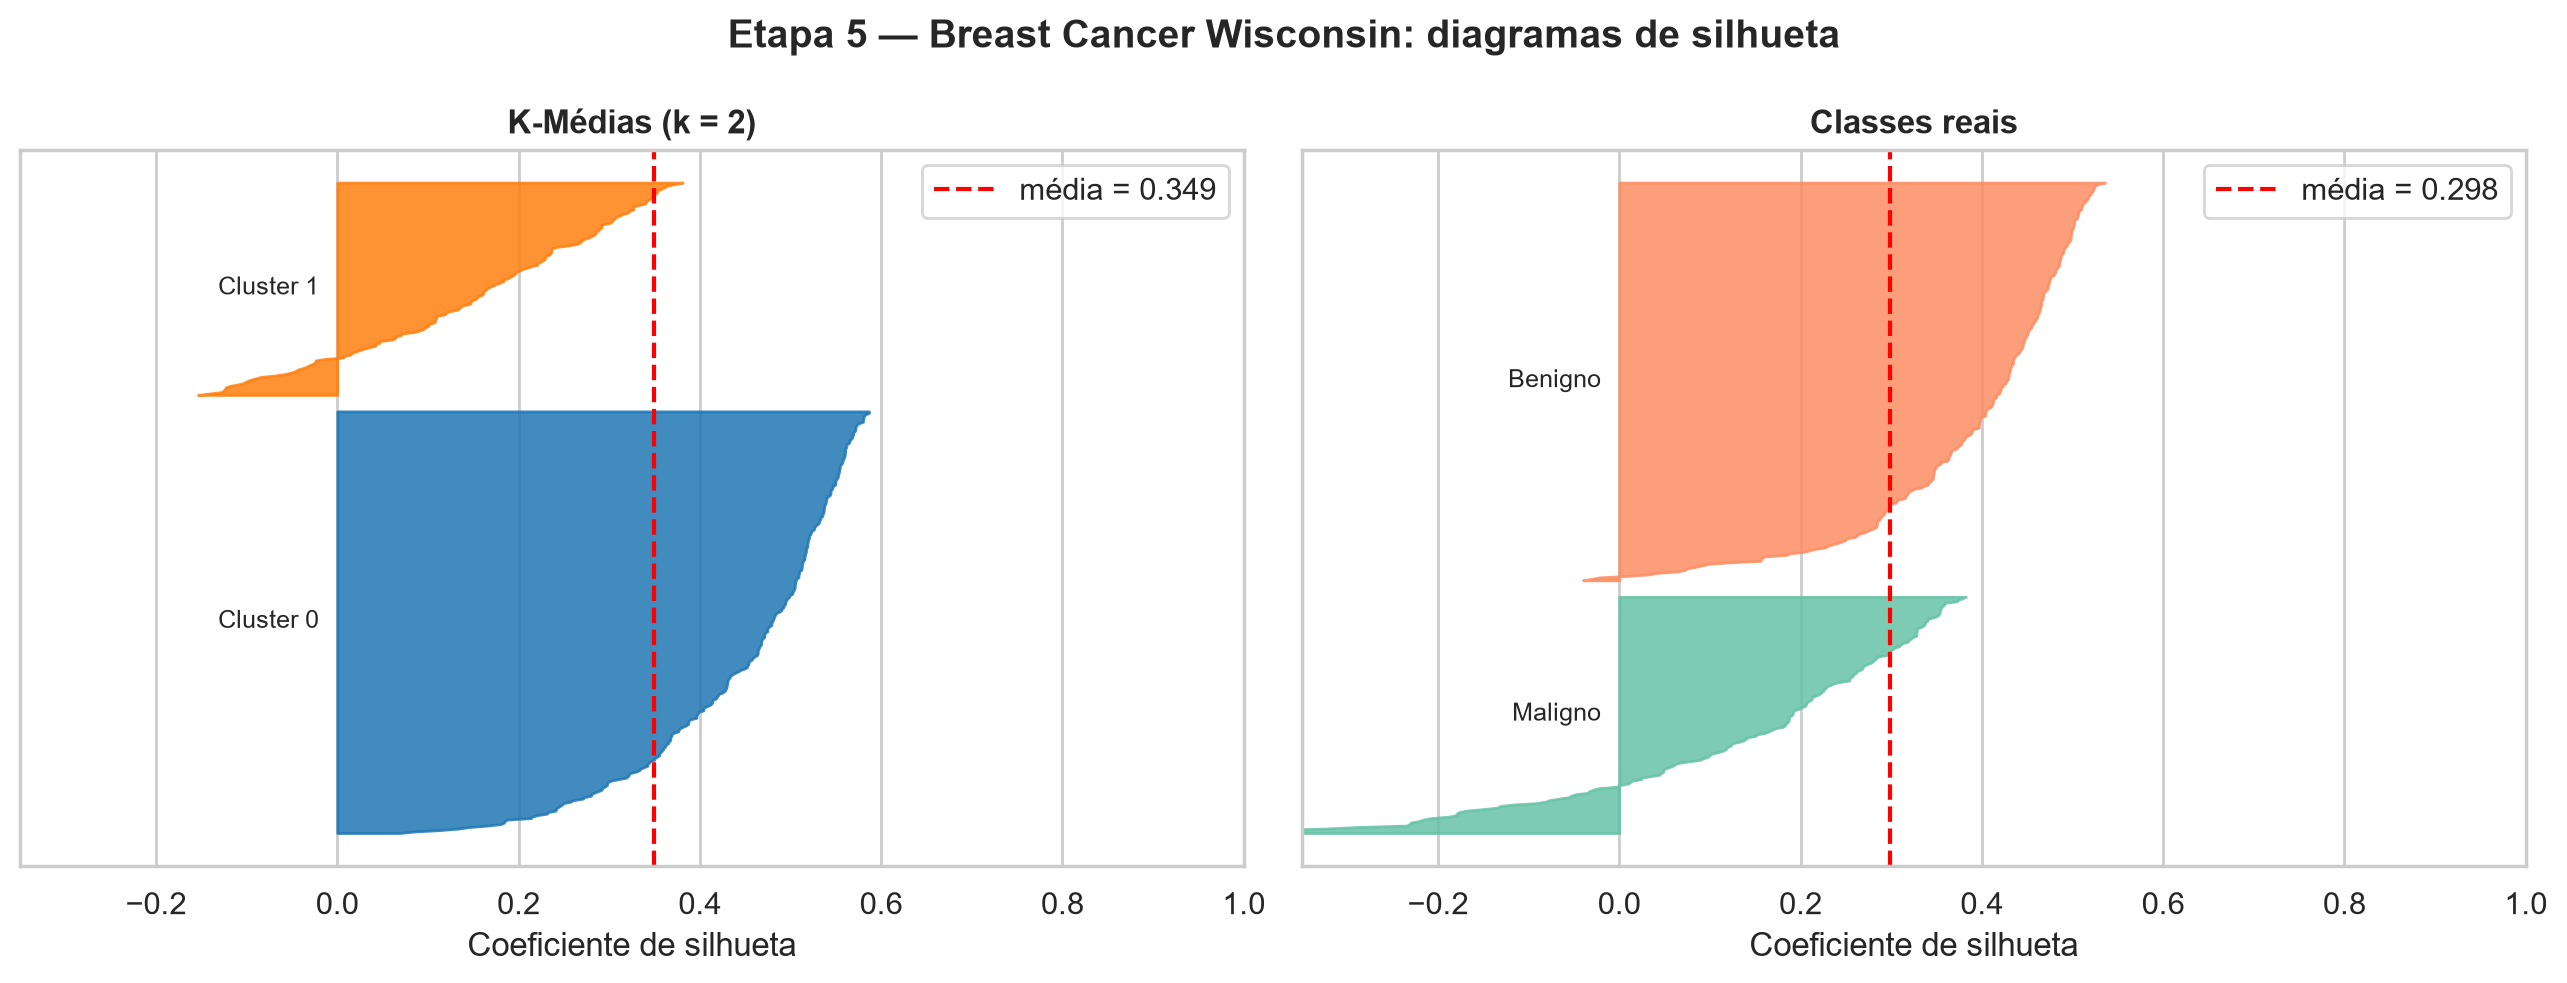 Etapa 5 — Breast Cancer Wisconsin: diagramas de silhueta
K-Médias (k = 2)
média = 0.349
Cluster 1
Cluster 0
−0.2 0.0 0.2 0.4 0.6 0.8 1.0
Coeficiente de silhueta
Classes reais
média = 0.298
Benigno
Maligno
−0.2 0.0 0.2 0.4 0.6 0.8 1.0
Coeficiente de silhueta